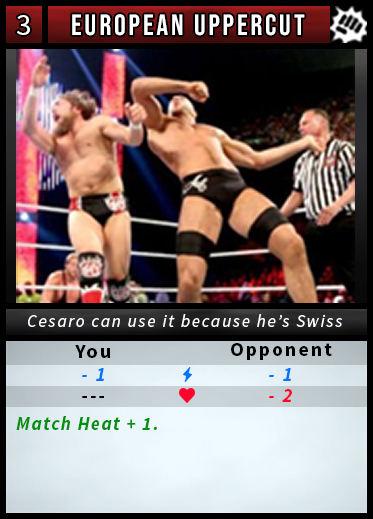 3 EUROPEAN UPPERCUT
Cesaro can use it because he's Swiss
You Opponent
- 1 - 1
--- - 2
Match Heat + 1.